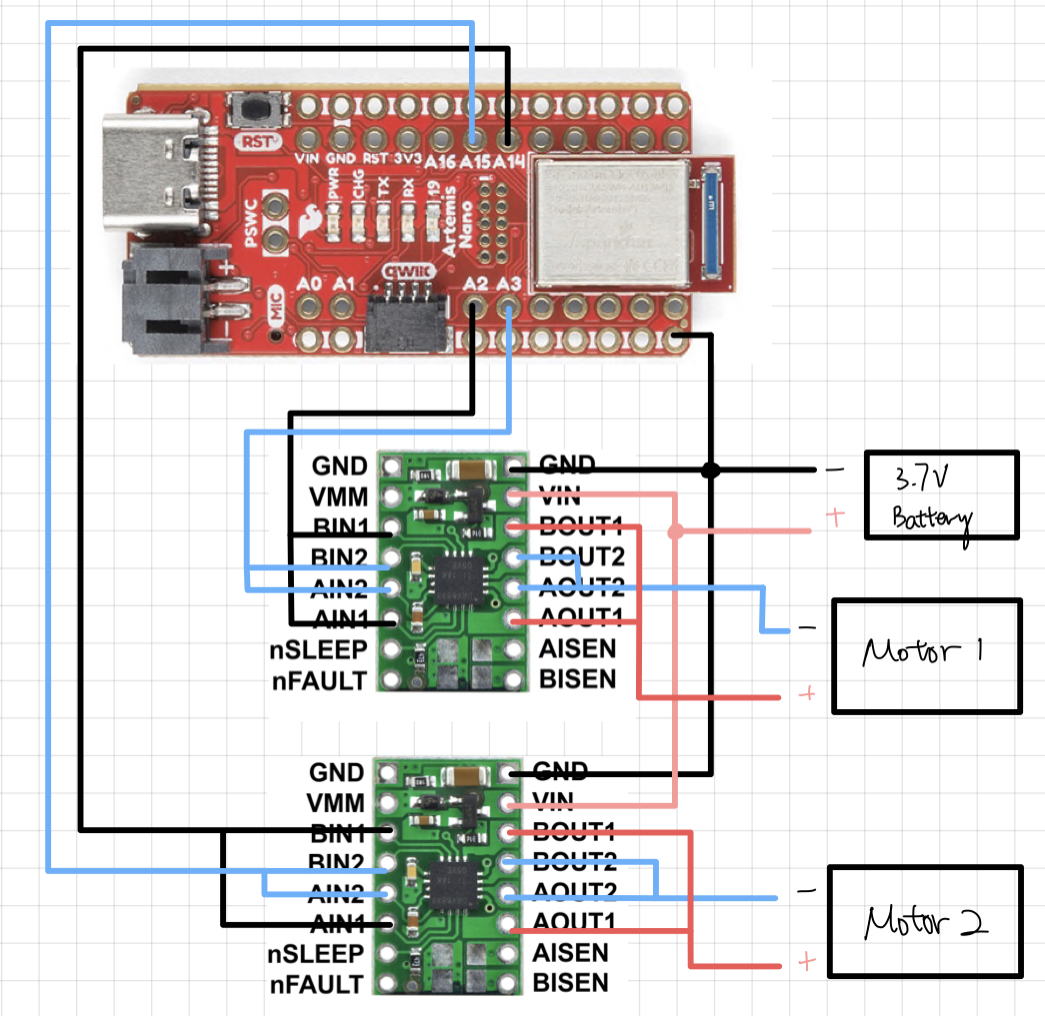 RST
VIN GND RST 3V3 A16 A15 A14
PWR
CHG
TX
RX
19
Artemis
Nano
PSWC
+
-
MIC
qwiic
A0 A1 A2 A3
GND GND
VMM VIN
BIN1 BOUT1
BIN2 BOUT2
AIN2 AOUT2
AIN1 AOUT1
nSLEEP AISEN
nFAULT BISEN
-
+
3.7V
Battery
-
+
Motor 1
GND GND
VMM VIN
BIN1 BOUT1
BIN2 BOUT2
AIN2 AOUT2
AIN1 AOUT1
nSLEEP AISEN
nFAULT BISEN
-
+
Motor 2